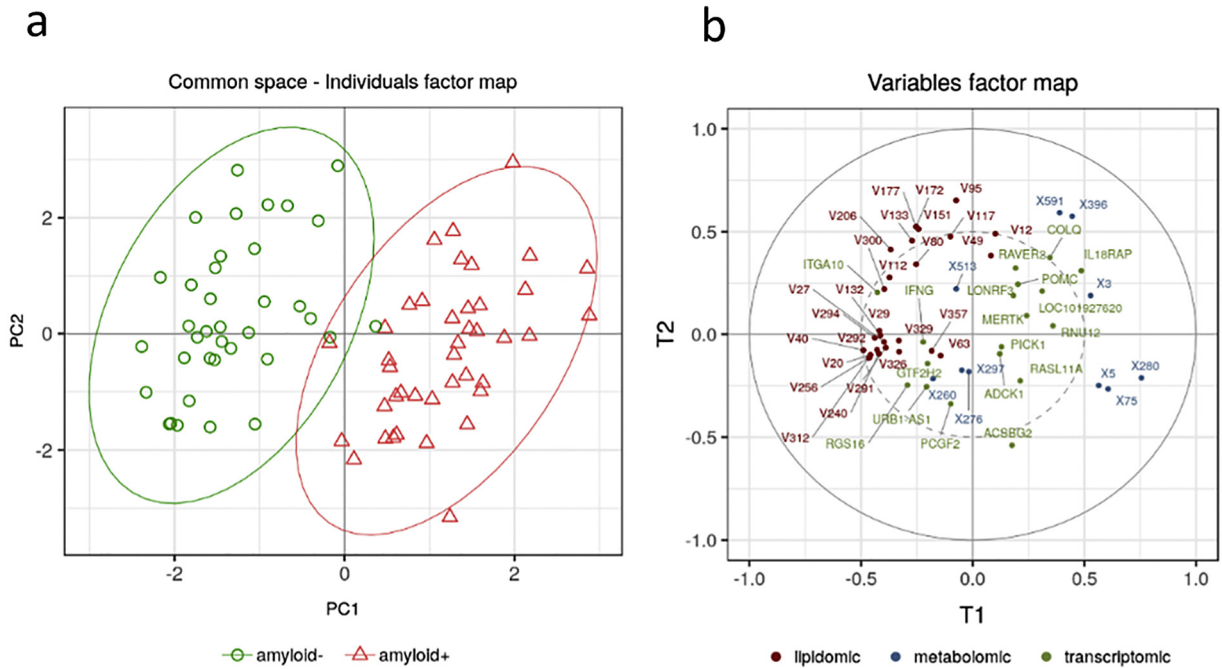 a
b
Common space - Individuals factor map
Variables factor map
PC2
2
0
-2
-2
0
2
PC1
amyloid-
amyloid+
T2
1.0
0.5
0.0
-0.5
-1.0
-1.0
-0.5
0.0
0.5
1.0
T1
V177
V172
V95
X591
X396
V206
V133
V151
V117
V12
COLQ
V300
V80
V49
RAVER2
IL18RAP
ITGA10
V112
X513
POMC
V27
V132
IFNG
LONRF3
X3
V294
V29
LOC101927620
V40
V292
V329
V357
MERTK
RNU12
V20
V326
V63
PICK1
V256
V291
GTF2H2
X297
RASL11A
X5
X280
V240
X260
ADCK1
X75
V312
URB1-AS1
X276
RGS16
PCGF2
ACSBG2
lipidomic
metabolomic
transcriptomic